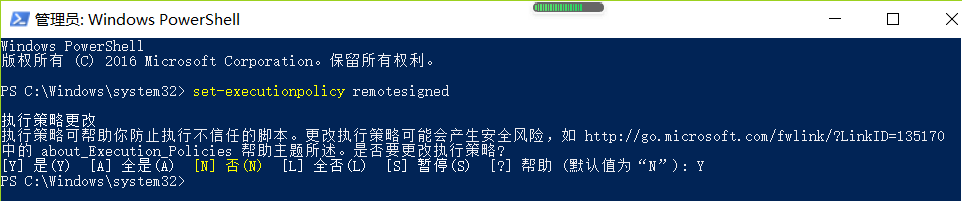 管理员: Windows PowerShell
Windows PowerShell
版权所有 (C) 2016 Microsoft Corporation。保留所有权利。
PS C:\Windows\system32> set-executionpolicy remotesigned
执行策略更改
执行策略可帮助你防止执行不信任的脚本。更改执行策略可能会产生安全风险，如 http://go.microsoft.com/fwlink/?LinkID=135170
中的 about_Execution_Policies 帮助主题所述。是否要更改执行策略?
[Y] 是(Y)  [A] 全是(A)  [N] 否(N)  [L] 全否(L)  [S] 暂停(S)  [?] 帮助 (默认值为“N”): Y
PS C:\Windows\system32>